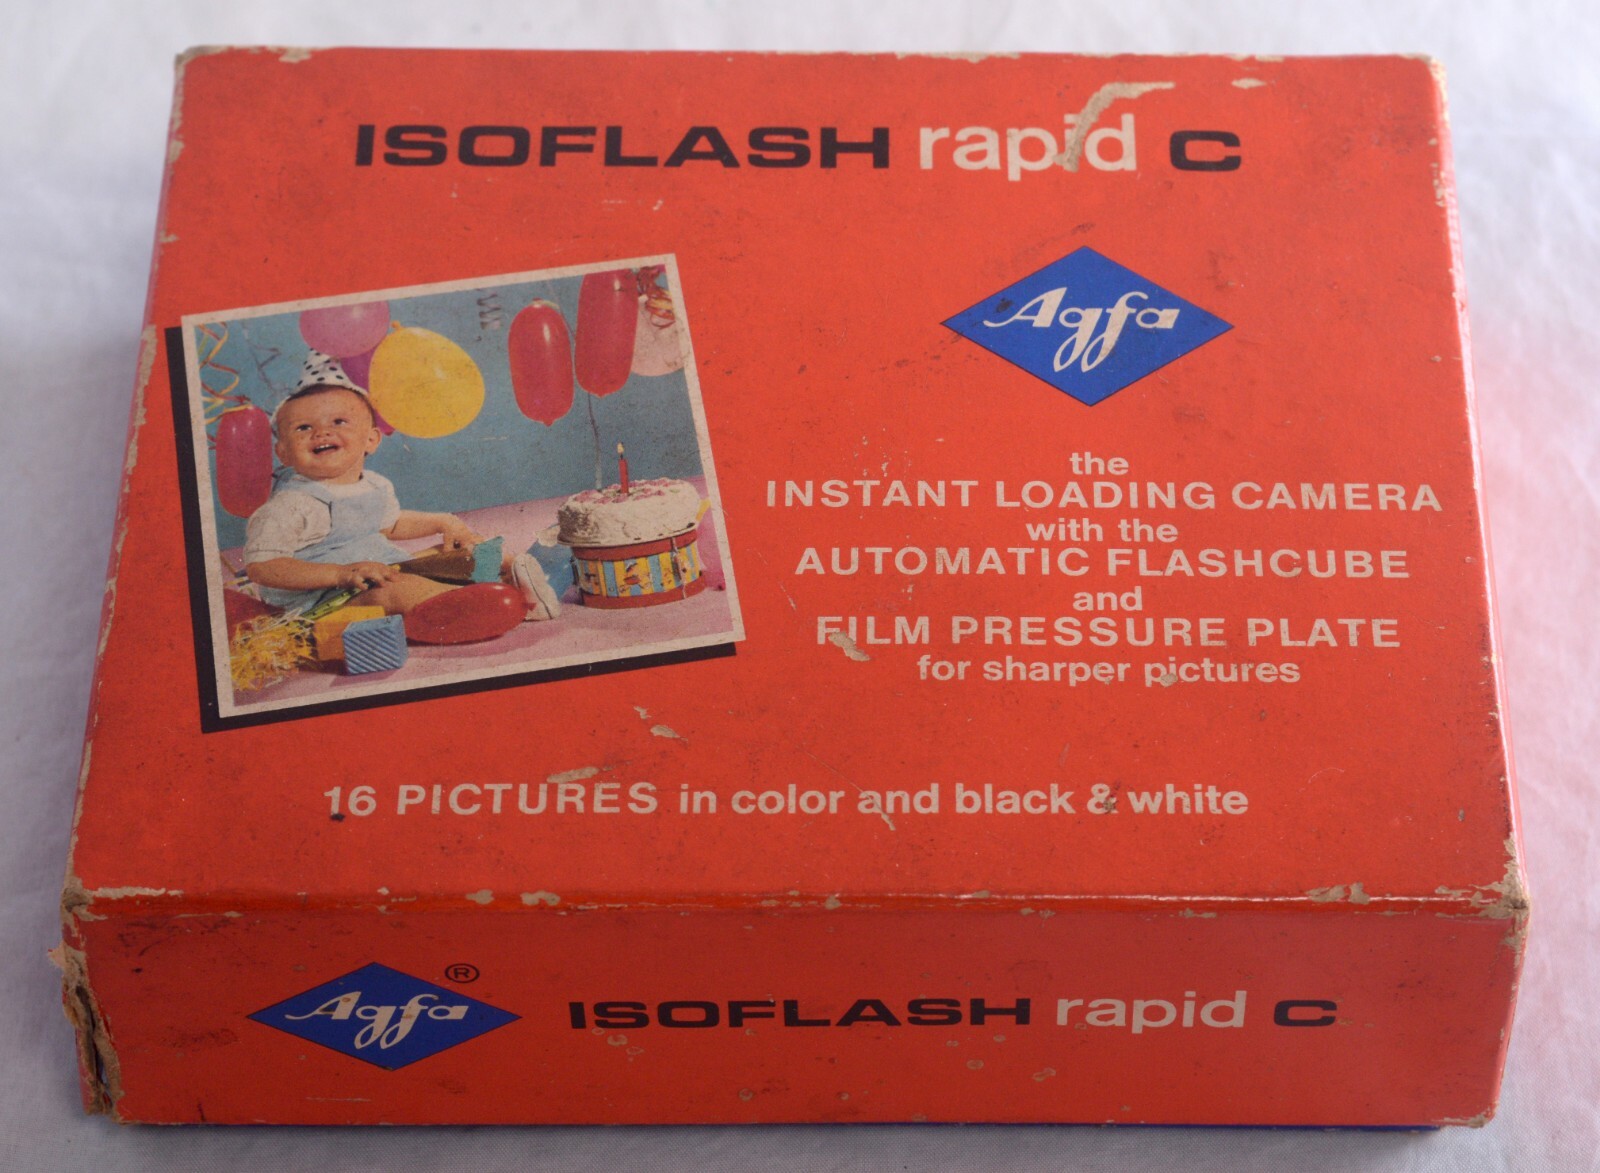 ISOFLASH rapid C
Agfa
the
INSTANT LOADING CAMERA
with the
AUTOMATIC FLASHCUBE
and
FILM PRESSURE PLATE
for sharper pictures
16 PICTURES in color and black & white
Agfa ® ISOFLASH rapid C